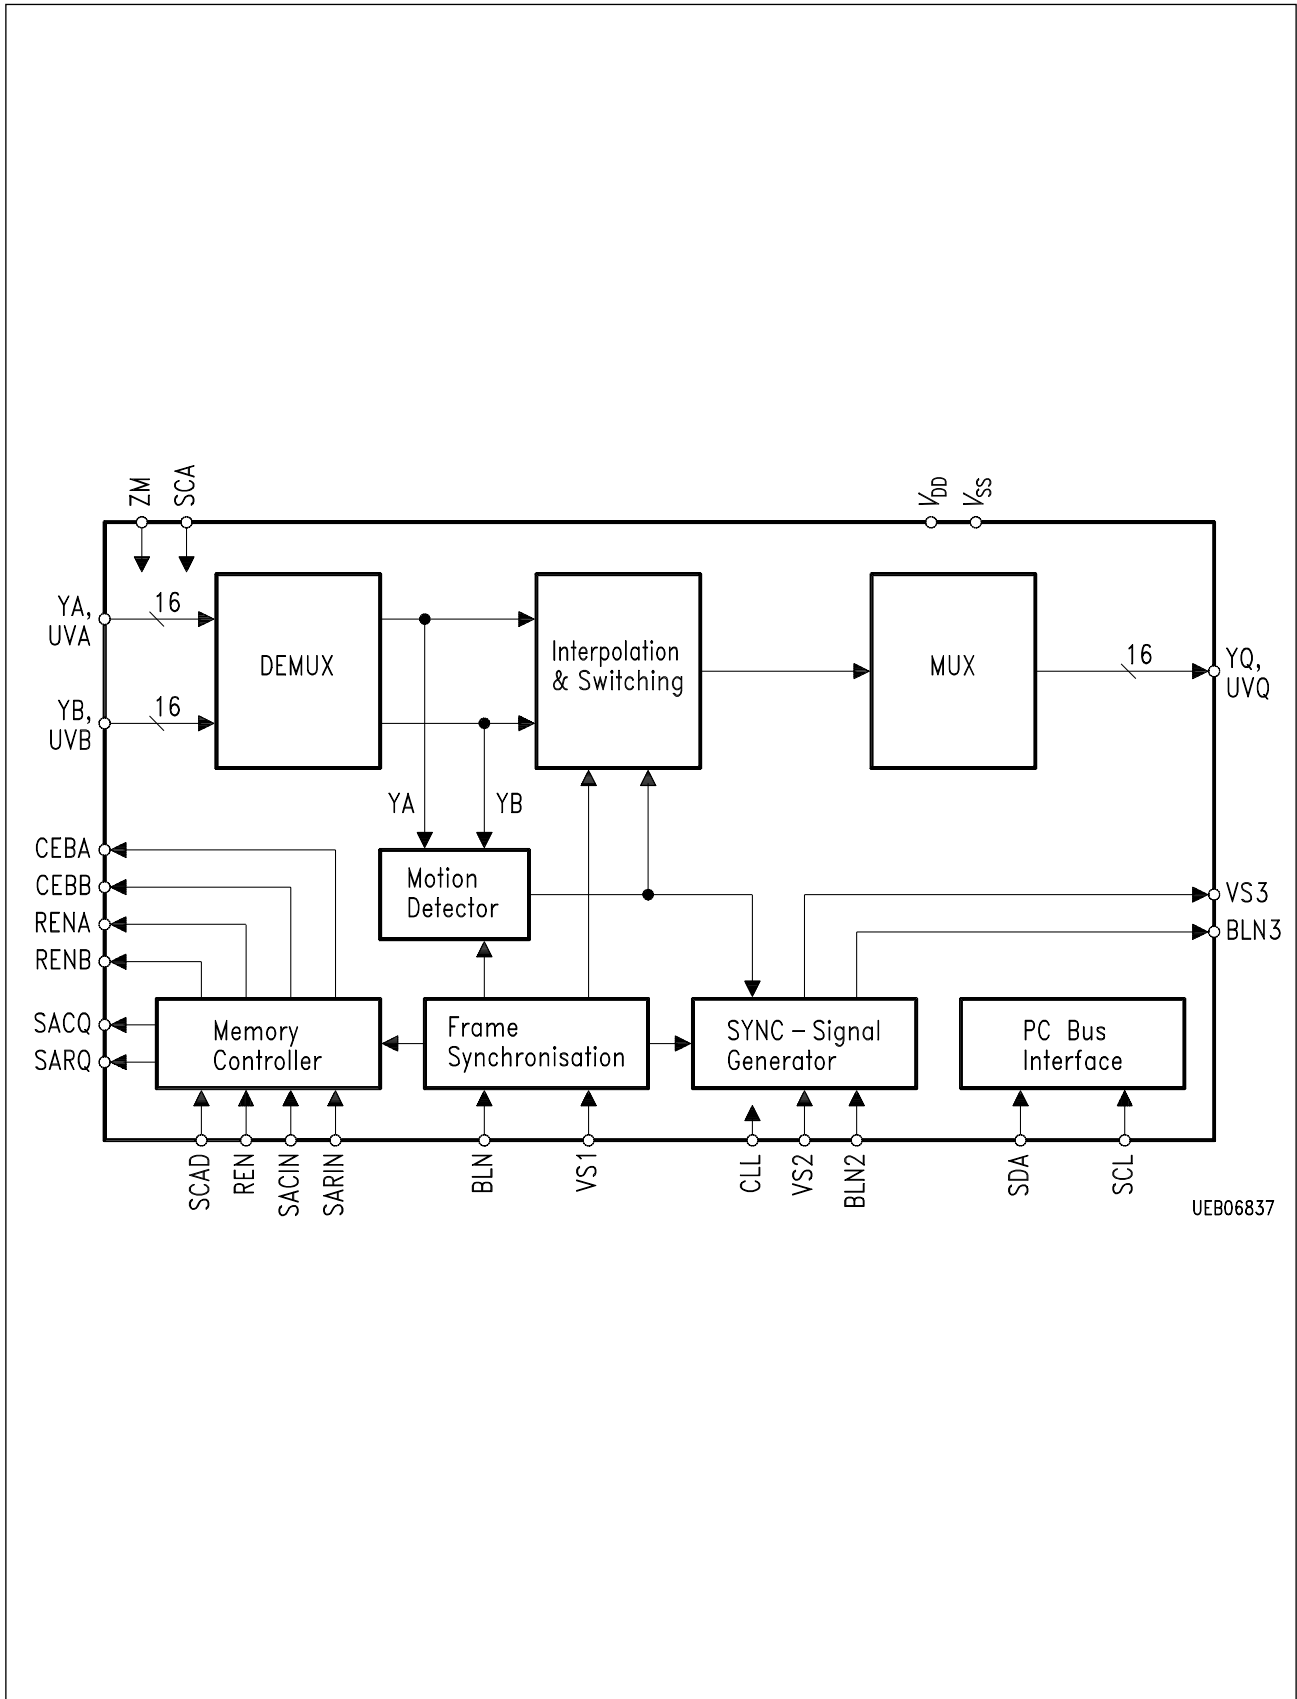 ZM
SCA
VDD
VSS
YA,
UVA
16
YB,
UVB
16
DEMUX
Interpolation
& Switching
MUX
16
YQ,
UVQ
YA
YB
CEBA
CEBB
RENA
RENB
SACQ
SARQ
Motion
Detector
VS3
BLN3
Memory
Controller
Frame
Synchronisation
SYNC – Signal
Generator
PC Bus
Interface
SCAD
REN
SACIN
SARIN
BLN
VS1
CLL
VS2
BLN2
SDA
SCL
UEB06837